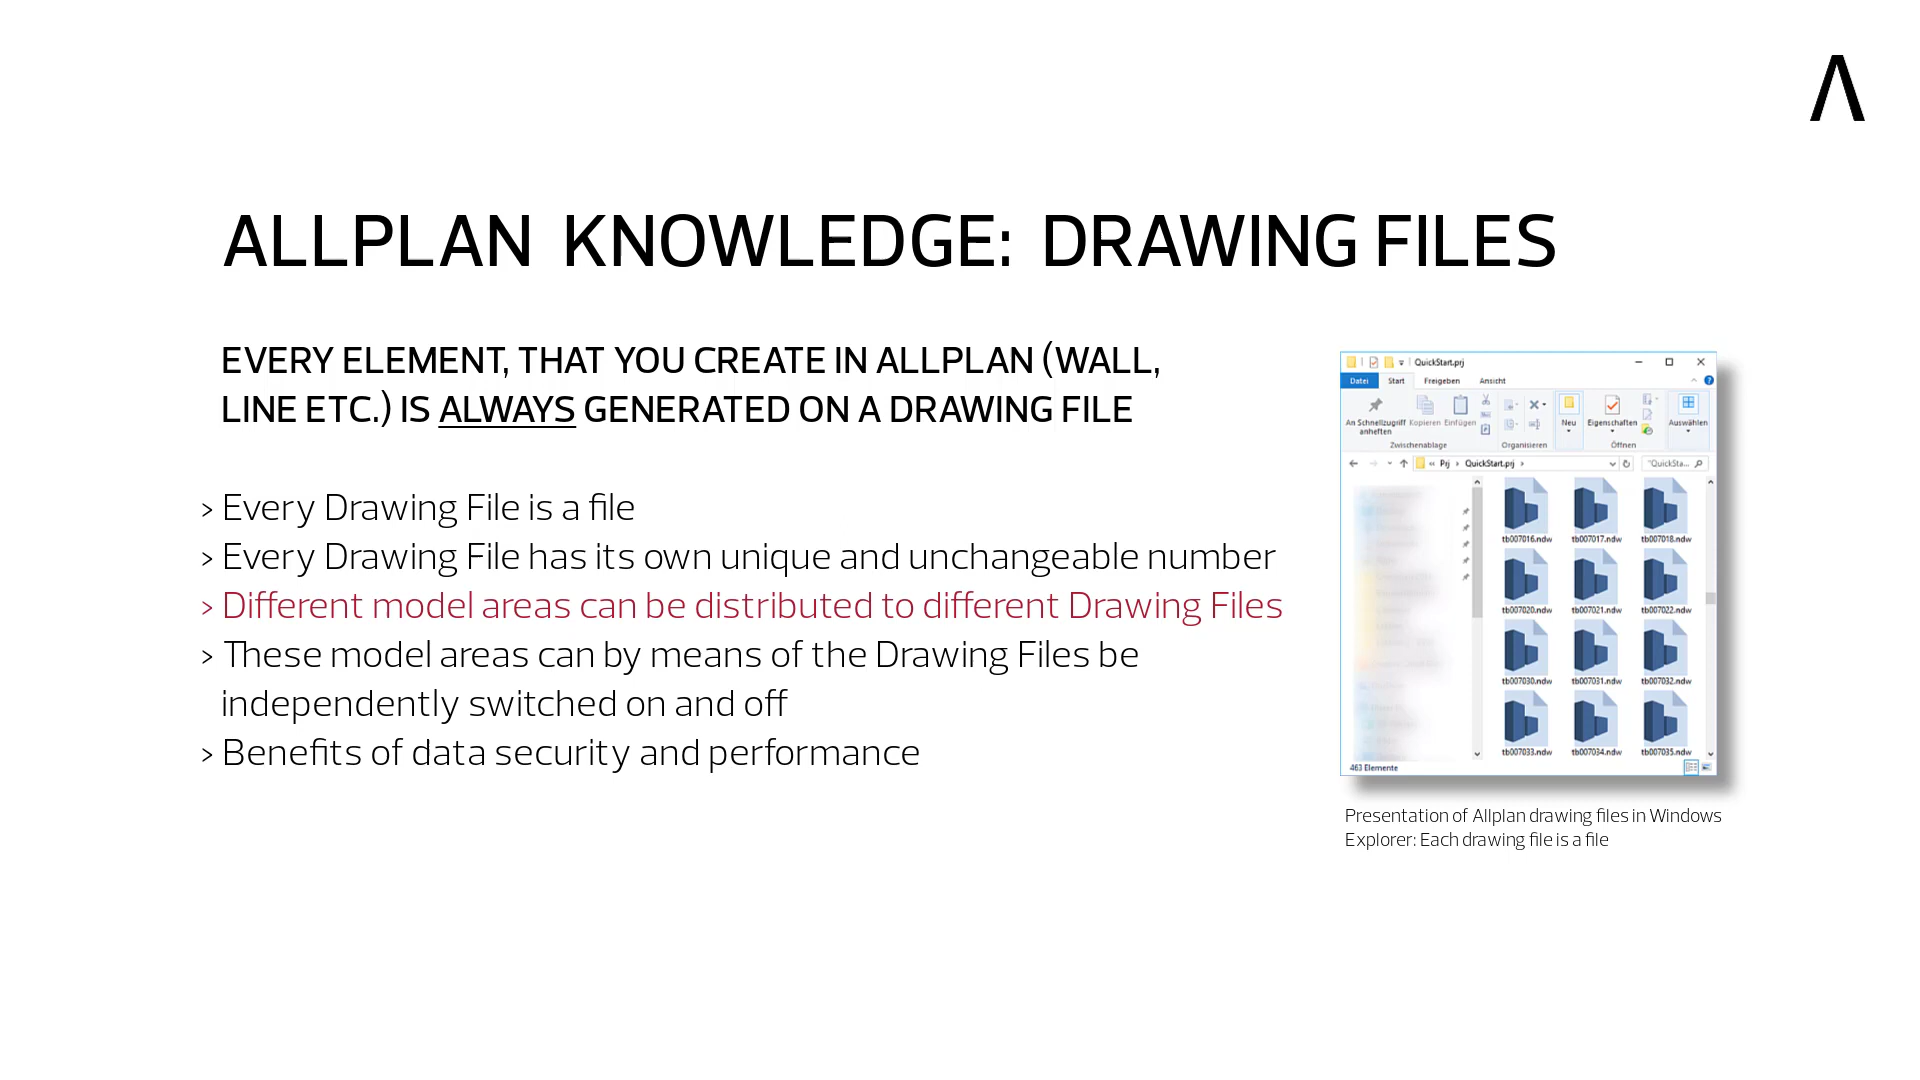 ALLPLAN KNOWLEDGE: DRAWING FILES
EVERY ELEMENT, THAT YOU CREATE IN ALLPLAN (WALL,
LINE ETC.) IS ALWAYS GENERATED ON A DRAWING FILE
> Every Drawing File is a file
> Every Drawing File has its own unique and unchangeable number
> Different model areas can be distributed to different Drawing Files
> These model areas can by means of the Drawing Files be
independently switched on and off
> Benefits of data security and performance
QuickStart.prj
Datei Start Freigeben Ansicht
An Schnellzugriff anheften Kopieren Einfügen Neu Eigenschaften Auswählen
Zwischenablage Organisieren Öffnen
« Prj > QuickStart.prj > "QuickSta...
tb007016.ndw tb007017.ndw tb007018.ndw
tb007020.ndw tb007021.ndw tb007022.ndw
tb007030.ndw tb007031.ndw tb007032.ndw
tb007033.ndw tb007034.ndw tb007035.ndw
463 Elemente
Presentation of Allplan drawing files in Windows
Explorer: Each drawing file is a file